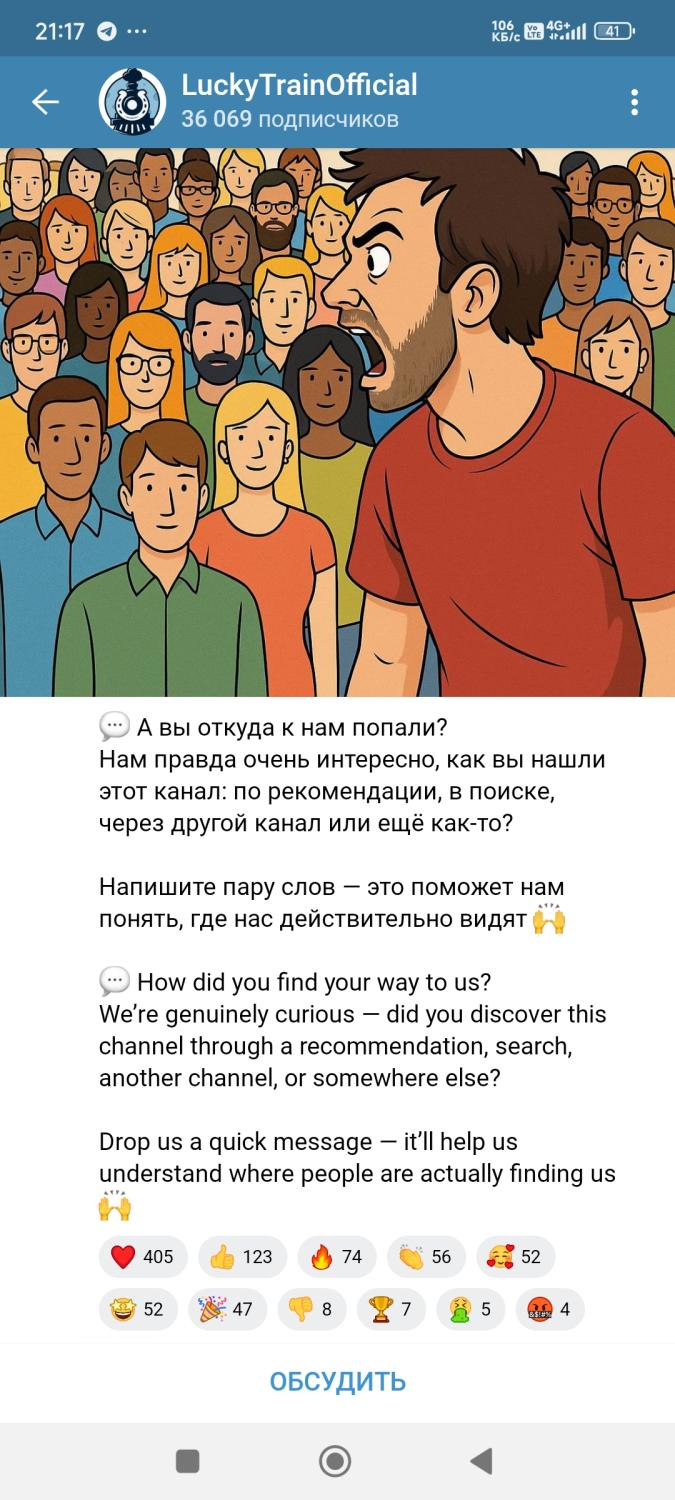 21:17
106 КБ/с Vo LTE 4G+ 41
LuckyTrainOfficial
36 069 подписчиков
💬 А вы откуда к нам попали?
Нам правда очень интересно, как вы нашли
этот канал: по рекомендации, в поиске,
через другой канал или ещё как-то?
Напишите пару слов — это поможет нам
понять, где нас действительно видят 🙌
💬 How did you find your way to us?
We’re genuinely curious — did you discover this
channel through a recommendation, search,
another channel, or somewhere else?
Drop us a quick message — it’ll help us
understand where people are actually finding us
🙌
❤️ 405 👍 123 🔥 74 👏 56 🥰 52
🤩 52 🎉 47 👎 8 🏆 7 🤮 5 🤬 4
ОБСУДИТЬ